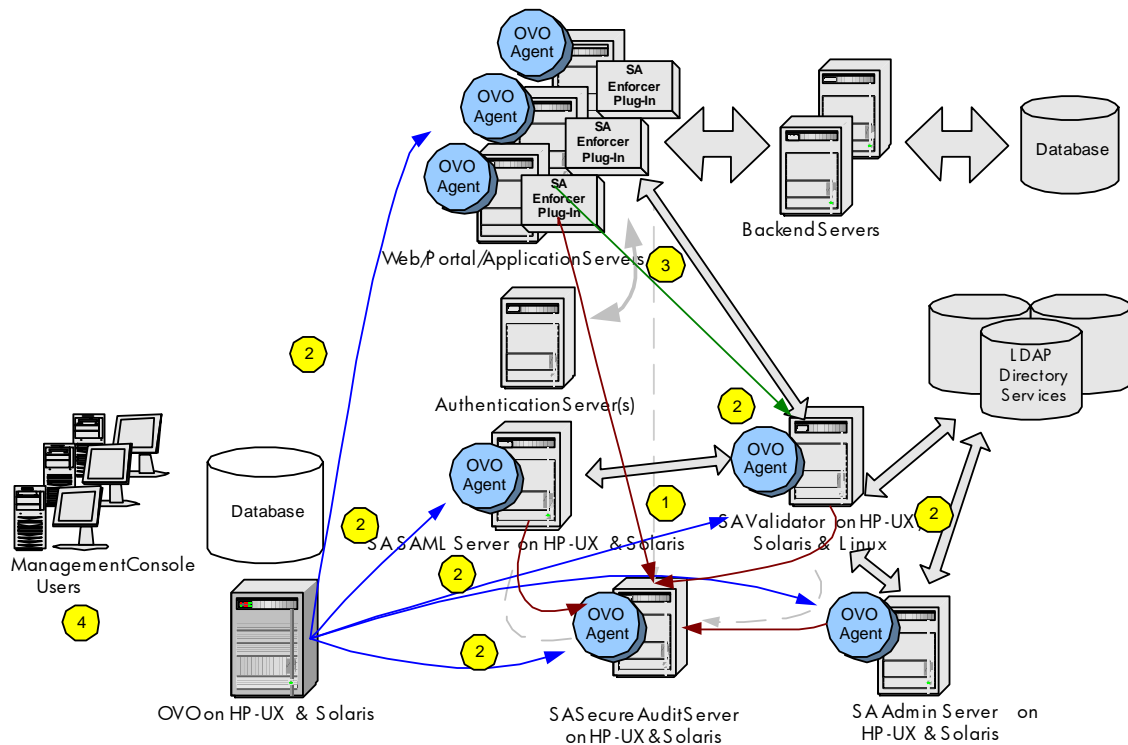 OVO
Agent
SA
Enforcer
Plug-In
OVO
Agent
SA
Enforcer
Plug-In
OVO
Agent
SA
Enforcer
Plug-In
Database
Backend Servers
Web/Portal/Application Servers
3
2
LDAP
Directory
Services
Authentication Server(s)
2
OVO
Agent
OVO
Agent
Database
2
1
2
SA SAML Server on HP-UX & Solaris
SA Validator on HP-UX,
Solaris & Linux
Management Console
Users
4
2
OVO
Agent
OVO
Agent
2
OVO on HP-UX & Solaris
SA Secure Audit Server
on HP-UX & Solaris
SA Admin Server on
HP-UX & Solaris